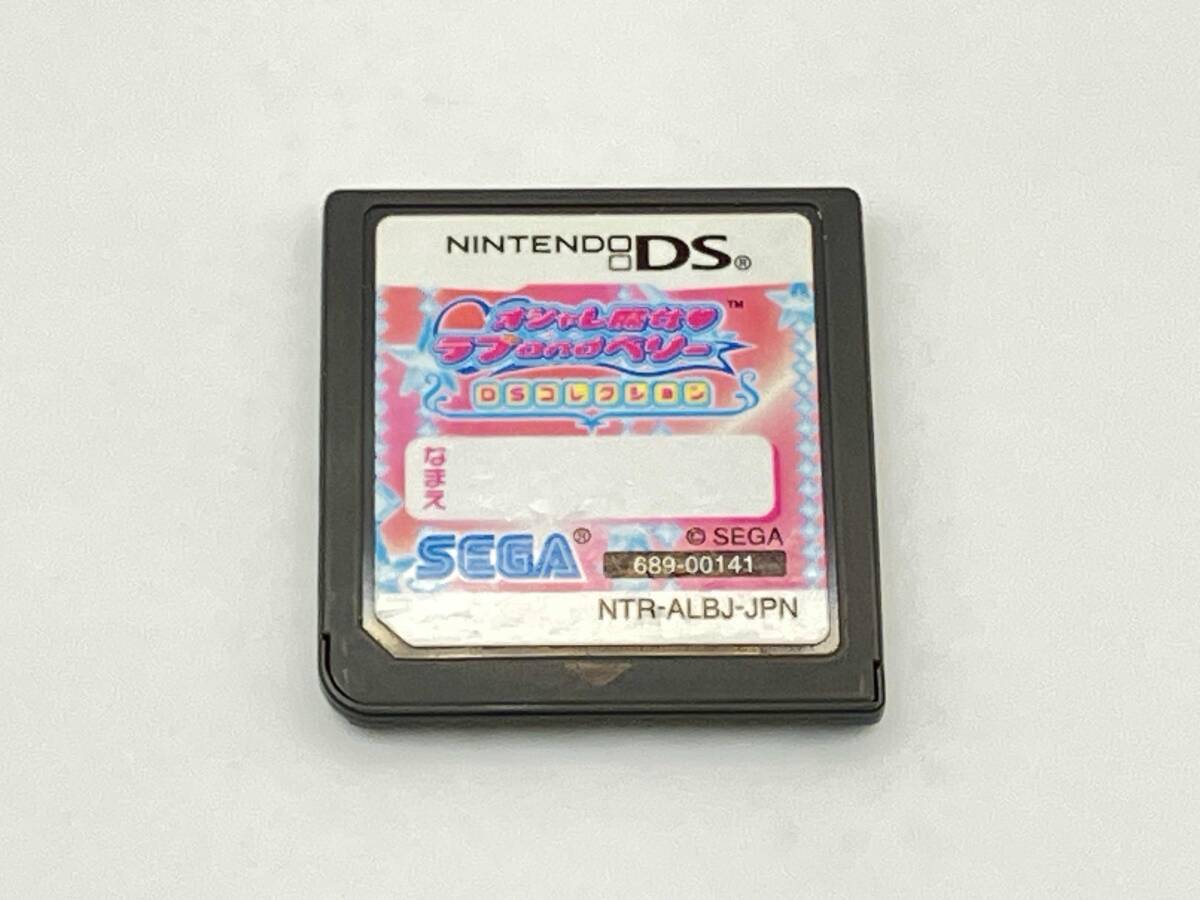 NINTENDO DS®
オシャレ魔女♥™
ラブandベリー
DSコレクション
なまえ
SEGA®
© SEGA
689-00141
NTR-ALBJ-JPN